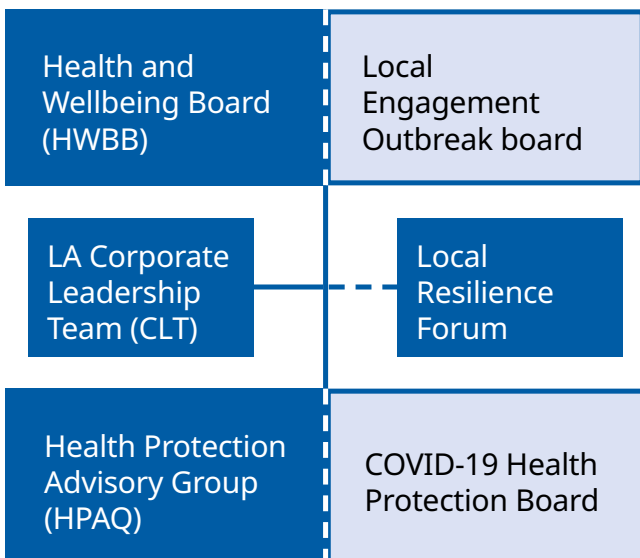 Health and
Wellbeing Board
(HWBB)
Local
Engagement
Outbreak board
LA Corporate
Leadership
Team (CLT)
Local
Resilience
Forum
Health Protection
Advisory Group
(HPAQ)
COVID-19 Health
Protection Board